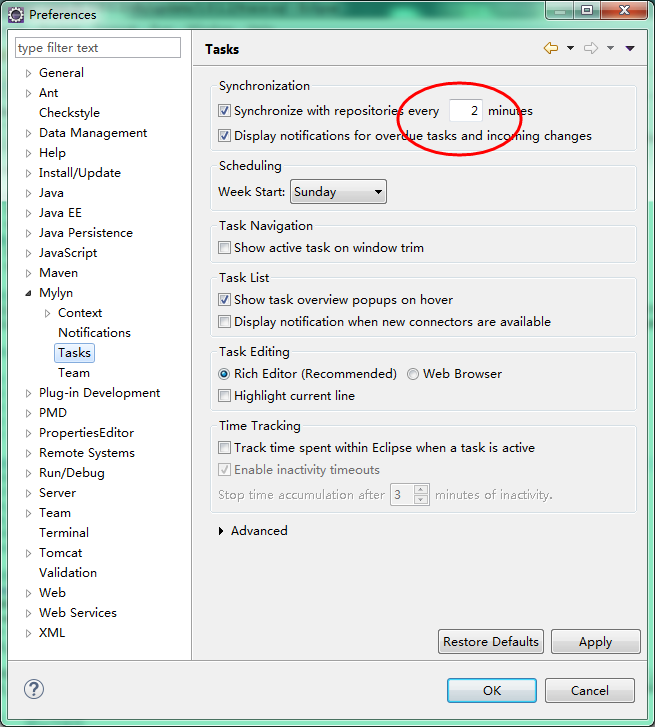 Preferences
type filter text
General
Ant
Checkstyle
Data Management
Help
Install/Update
Java
Java EE
Java Persistence
JavaScript
Maven
Mylyn
Context
Notifications
Tasks
Team
Plug-in Development
PMD
PropertiesEditor
Remote Systems
Run/Debug
Server
Team
Terminal
Tomcat
Validation
Web
Web Services
XML
Tasks
Synchronization
Synchronize with repositories every 2 minutes
Display notifications for overdue tasks and incoming changes
Scheduling
Week Start: Sunday
Task Navigation
Show active task on window trim
Task List
Show task overview popups on hover
Display notification when new connectors are available
Task Editing
Rich Editor (Recommended) Web Browser
Highlight current line
Time Tracking
Track time spent within Eclipse when a task is active
Enable inactivity timeouts
Stop time accumulation after 3 minutes of inactivity.
Advanced
Restore Defaults Apply
OK Cancel